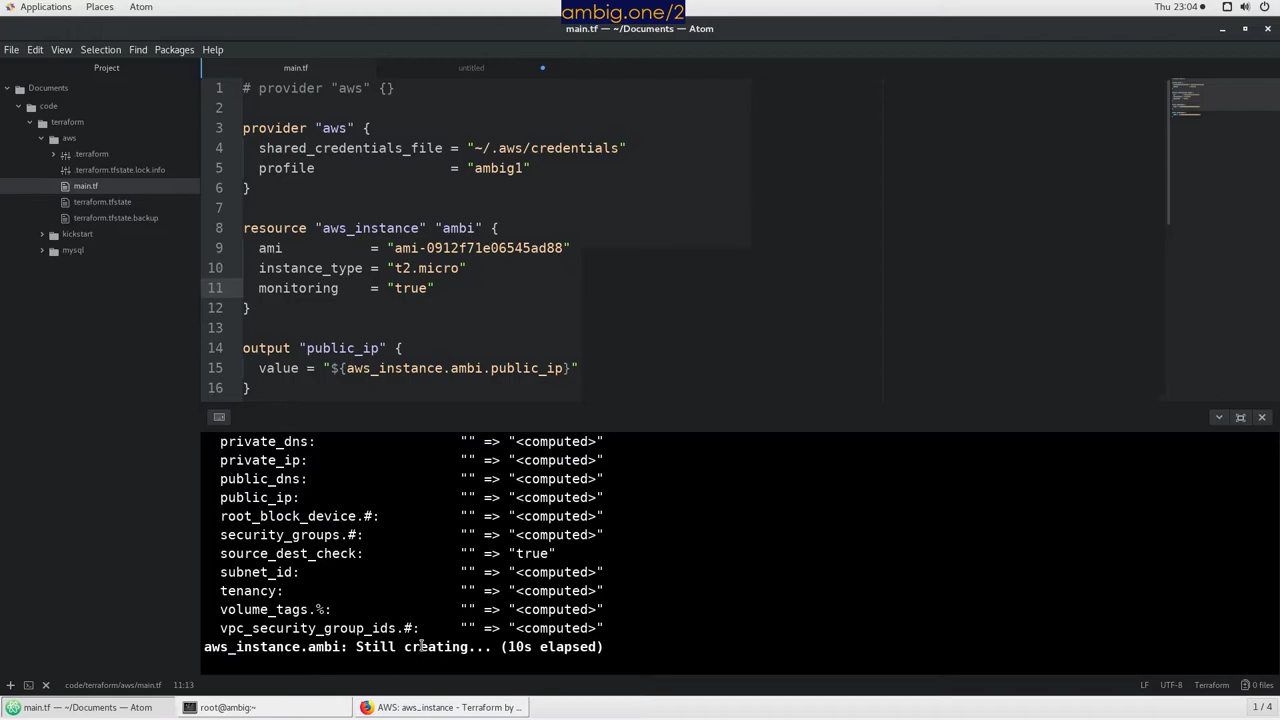 Applications Places Atom
ambig.one/2
Thu 23:04
main.tf — ~/Documents — Atom
File Edit View Selection Find Packages Help
Project
main.tf
untitled
Documents
code
terraform
aws
.terraform
.terraform.tfstate.lock.info
main.tf
terraform.tfstate
terraform.tfstate.backup
kickstart
mysql
1 # provider "aws" {}
2
3 provider "aws" {
4 shared_credentials_file = "~/.aws/credentials"
5 profile = "ambig1"
6 }
7
8 resource "aws_instance" "ambi" {
9 ami = "ami-0912f71e06545ad88"
10 instance_type = "t2.micro"
11 monitoring = "true"
12 }
13
14 output "public_ip" {
15 value = "${aws_instance.ambi.public_ip}"
16 }
private_dns: "" => "<computed>"
private_ip: "" => "<computed>"
public_dns: "" => "<computed>"
public_ip: "" => "<computed>"
root_block_device.#: "" => "<computed>"
security_groups.#: "" => "<computed>"
source_dest_check: "" => "true"
subnet_id: "" => "<computed>"
tenancy: "" => "<computed>"
volume_tags.%: "" => "<computed>"
vpc_security_group_ids.#: "" => "<computed>"
aws_instance.ambi: Still creating... (10s elapsed)
code/terraform/aws/main.tf 11:13
LF UTF-8 Terraform 0 files
main.tf — ~/Documents — Atom
root@ambig:~
AWS: aws_instance - Terraform by ...
1 / 4